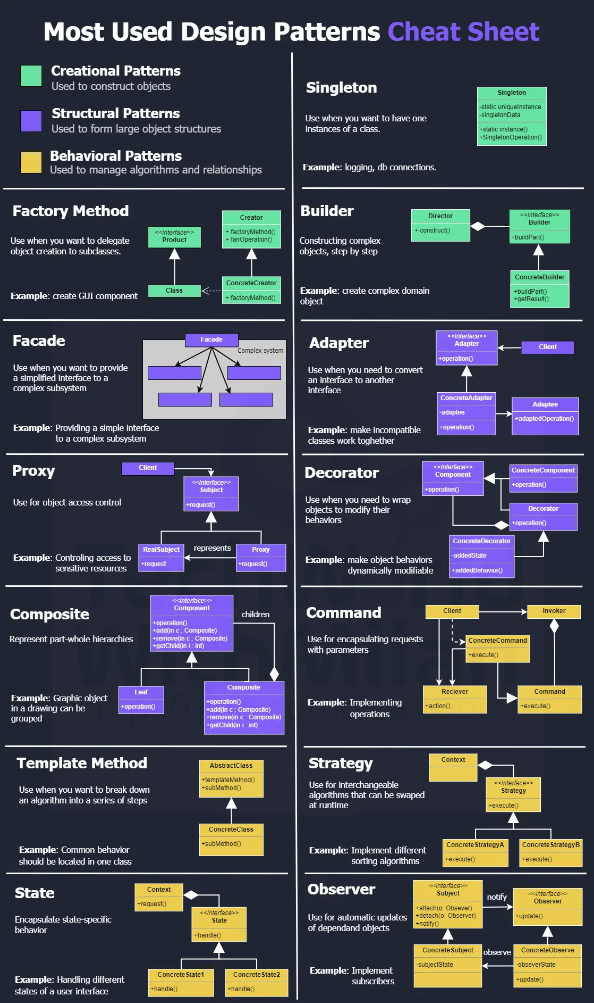 Most Used Design Patterns Cheat Sheet
Creational Patterns
Used to construct objects
Structural Patterns
Used to form large object structures
Behavioral Patterns
Used to manage algorithms and relationships
Singleton
Use when you want to have one
instances of a class.
Example: logging, db connections.
Singleton
-static uniqueInstance
-singletonData
-static instance()
+SingletonOperation()
Factory Method
Use when you want to delegate
object creation to subclasses.
Example: create GUI component
<<interface>>
Product
Class
Creator
+ factoryMethod()
+ fanOperation()
ConcreteCreator
+ factoryMethod()
Builder
Constructing complex
objects, step by step
Example: create complex domain
object
Director
+ construct()
<<interface>>
Builder
+buildPart()
ConcreteBuilder
+buildPart()
+getResult()
Facade
Use when you want to provide
a simplified interface to a
complex subsystem
Example: Providing a simple interface
to a complex subsystem
Facade
Complex system
Adapter
Use when you need to convert
an interface to another
interface
Example: make incompatible
classes work toghether
<<Interface>>
Adapter
+operation()
Client
ConcreteAdapter
-adaptee
+operation()
Adaptee
+adaptedOperation()
Proxy
Use for object access control
Example: Controling access to
sensitive resources
Client
<<interface>>
Subject
+request()
RealSubject
+request
represents
Proxy
+request()
Decorator
Use when you need to wrap
objects to modify their
behaviors
Example: make object behaviors
dynamically modifiable
<<Interface>>
Component
+operation()
ConcreteComponent
+operation()
Decorator
+operation()
ConcreteDecorator
-addedState
+addedBehavior()
Composite
Represent part-whole hierarchies
Example: Graphic object
in a drawing can be
grouped
<<interface>>
Component
+operation()
+add(in c : Composite)
+remove(in c : Composite)
+getChild(in i : int)
children
Leaf
+operation()
Composite
+operation()
+add(in c : Composite)
+remove(in c : Composite)
+getChild(in i : int)
Command
Use for encapsulating requests
with parameters
Example: Implementing
operations
Client
Invoker
ConcreteCommand
+execute()
Reciever
+action()
Command
+execute()
Template Method
Use when you want to break down
an algorithm into a series of steps
Example: Common behavior
should be located in one class
AbstractClass
+templateMethod()
+subMethod()
ConcreteClass
+subMethod()
Strategy
Use for interchangeable
algorithms that can be swaped
at runtime
Example: Implement different
sorting algorithms
Context
<<interface>>
Strategy
+execute()
ConcreteStrategyA
+execute()
ConcreteStrategyB
+execute()
State
Encapsulate state-specific
behavior
Example: Handling different
states of a user interface
Context
+request()
<<interface>>
State
+handle()
ConcreteState1
+handle()
ConcreteState2
+handle()
Observer
Use for automatic updates
of dependand objects
Example: Implement
subscribers
<<interface>>
Subject
+attach(o: Observer)
+detach(o: Observer)
+notify()
notify
<<interface>>
Observer
+update()
ConcreteSubject
-subjectState
observe
ConcreteObserve
-observerState
+update()